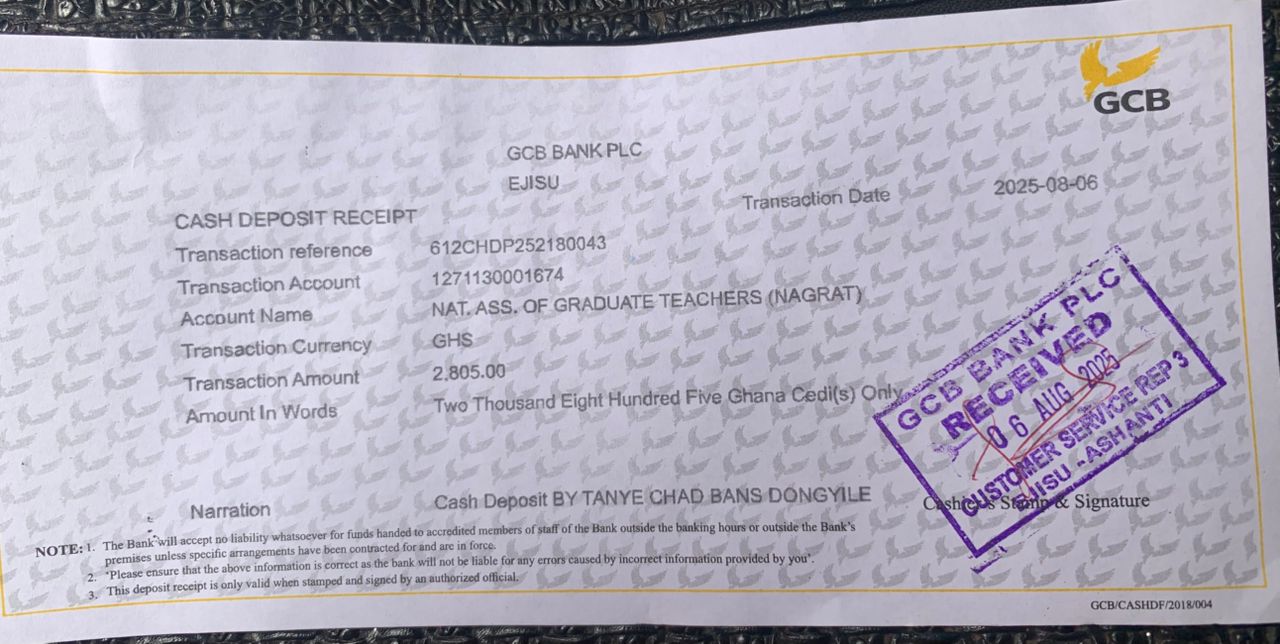 GCB
GCB BANK PLC
EJISU
Transaction Date 2025-08-06
CASH DEPOSIT RECEIPT
Transaction reference 612CHDP252180043
Transaction Account 1271130001674
Account Name NAT. ASS. OF GRADUATE TEACHERS (NAGRAT)
Transaction Currency GHS
Transaction Amount 2,805.00
Amount In Words Two Thousand Eight Hundred Five Ghana Cedi(s) Only
GCB BANK PLC
RECEIVED
06 AUG 2025
CUSTOMER SERVICE REP 3
EJISU - ASHANTI
Narration Cash Deposit BY TANYE CHAD BANS DONGYILE
Cashier's Stamp & Signature
NOTE: 1. The Bank will accept no liability whatsoever for funds handed to accredited members of staff of the Bank outside the banking hours or outside the Bank's
premises unless specific arrangements have been contracted for and are in force.
2. "Please ensure that the above information is correct as the bank will not be liable for any errors caused by incorrect information provided by you".
3. This deposit receipt is only valid when stamped and signed by an authorized official.
GCB/CASHDF/2018/004